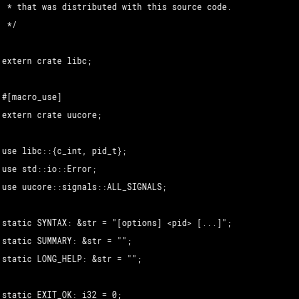 * that was distributed with this source code.
*/
extern crate libc;
#[macro_use]
extern crate uucore;
use libc::{c_int, pid_t};
use std::io::Error;
use uucore::signals::ALL_SIGNALS;
static SYNTAX: &str = "[options] <pid> [...]";
static SUMMARY: &str = "";
static LONG_HELP: &str = "";
static EXIT_OK: i32 = 0;